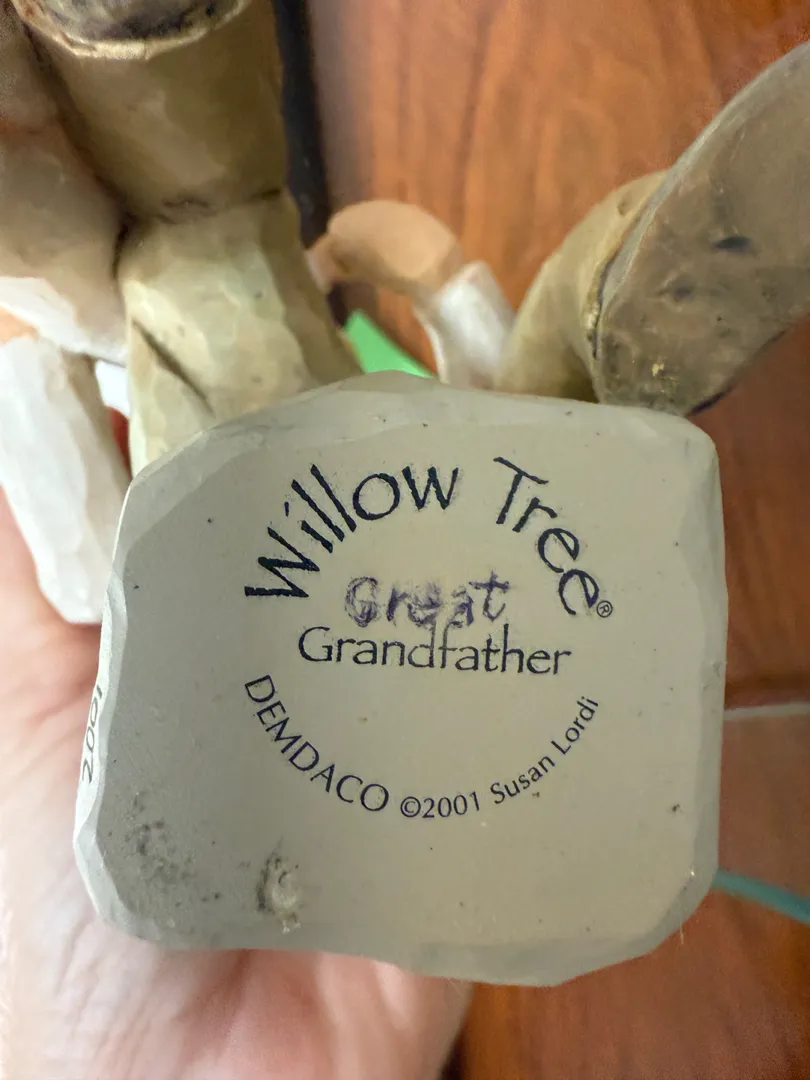 Willow Tree®
Great
Grandfather
DEMDACO ©2001 Susan Lordi
2001